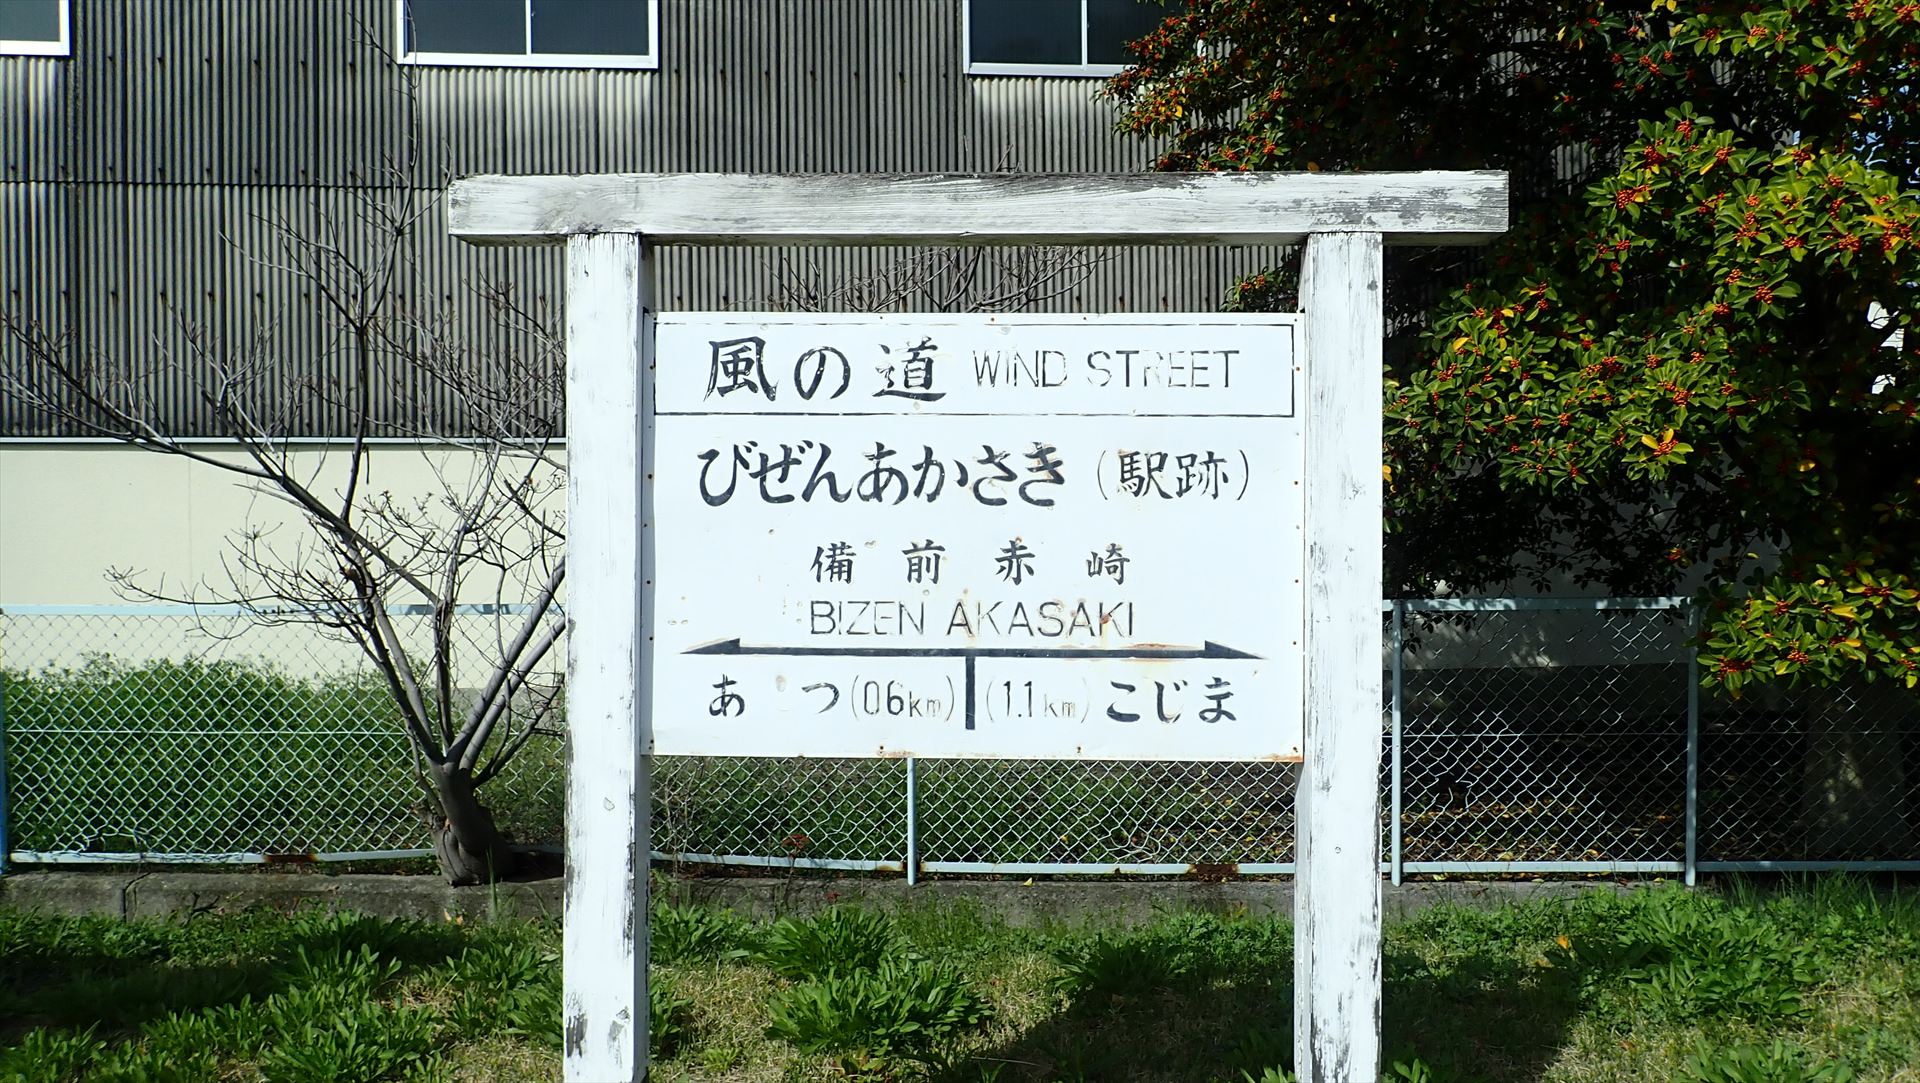 風の道 WIND STREET
びぜんあかさき（駅跡）
備前赤崎
BIZEN AKASAKI
あ つ (0.6km) (1.1km) こじま